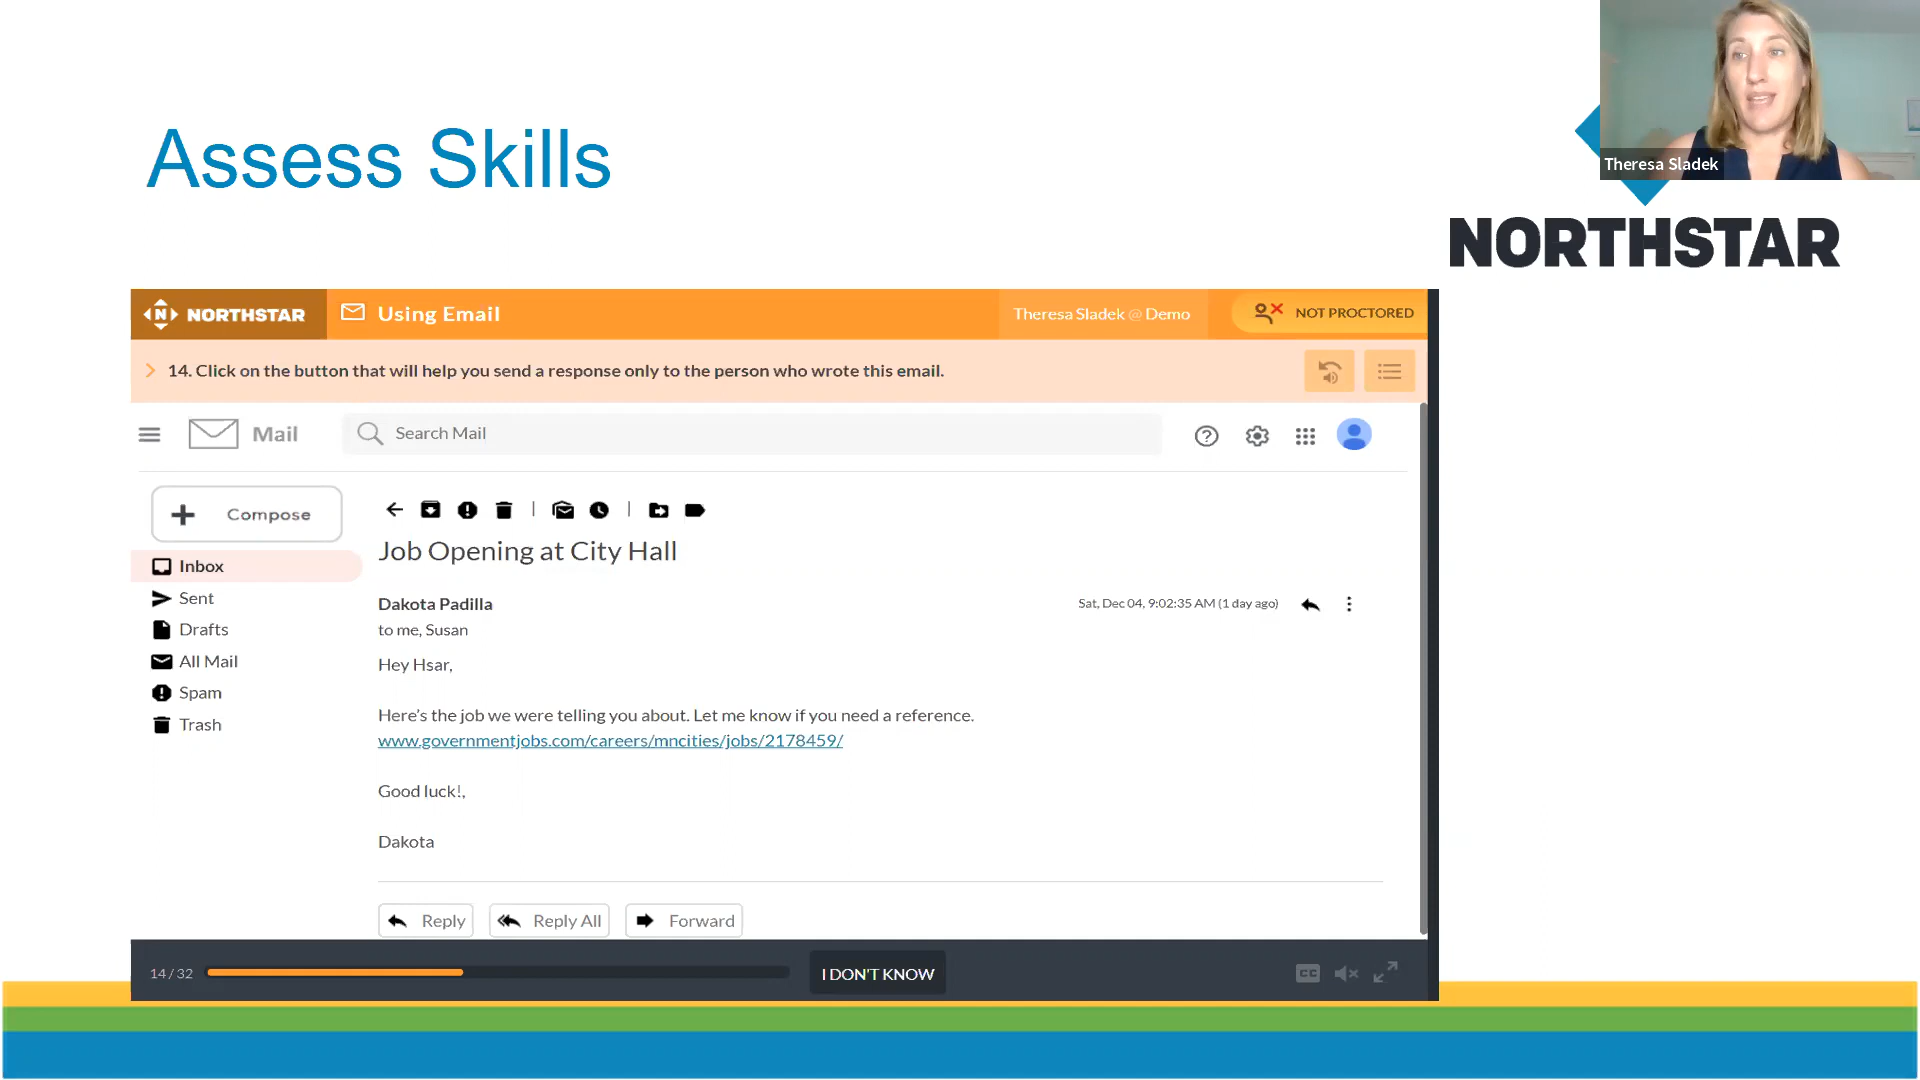 Assess Skills
Theresa Sladek
NORTHSTAR
NORTHSTAR
Using Email
Theresa Sladek @ Demo
NOT PROCTORED
14. Click on the button that will help you send a response only to the person who wrote this email.
Mail
Search Mail
Compose
Inbox
Sent
Drafts
All Mail
Spam
Trash
Job Opening at City Hall
Dakota Padilla
Sat, Dec 04, 9:02:35 AM (1 day ago)
to me, Susan
Hey Hsar,
Here's the job we were telling you about. Let me know if you need a reference.
www.governmentjobs.com/careers/mncities/jobs/2178459/
Good luck!,
Dakota
Reply
Reply All
Forward
14 / 32
I DON'T KNOW
CC